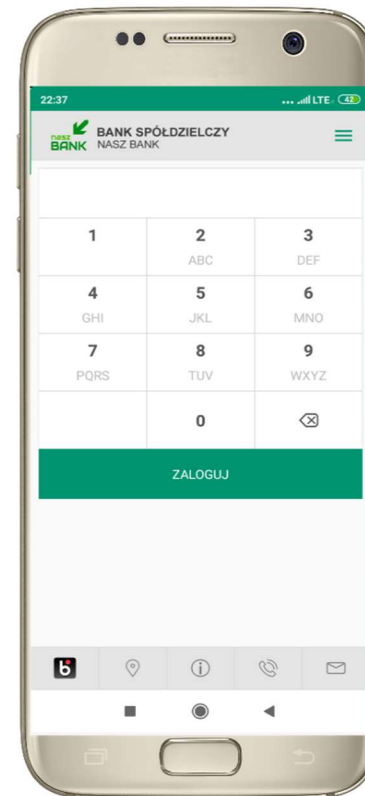 22:37
... LTE 42
nasz
BANK
BANK SPÓŁDZIELCZY
NASZ BANK
1
2
ABC
3
DEF
4
GHI
5
JKL
6
MNO
7
PQRS
8
TUV
9
WXYZ
0
ZALOGUJ